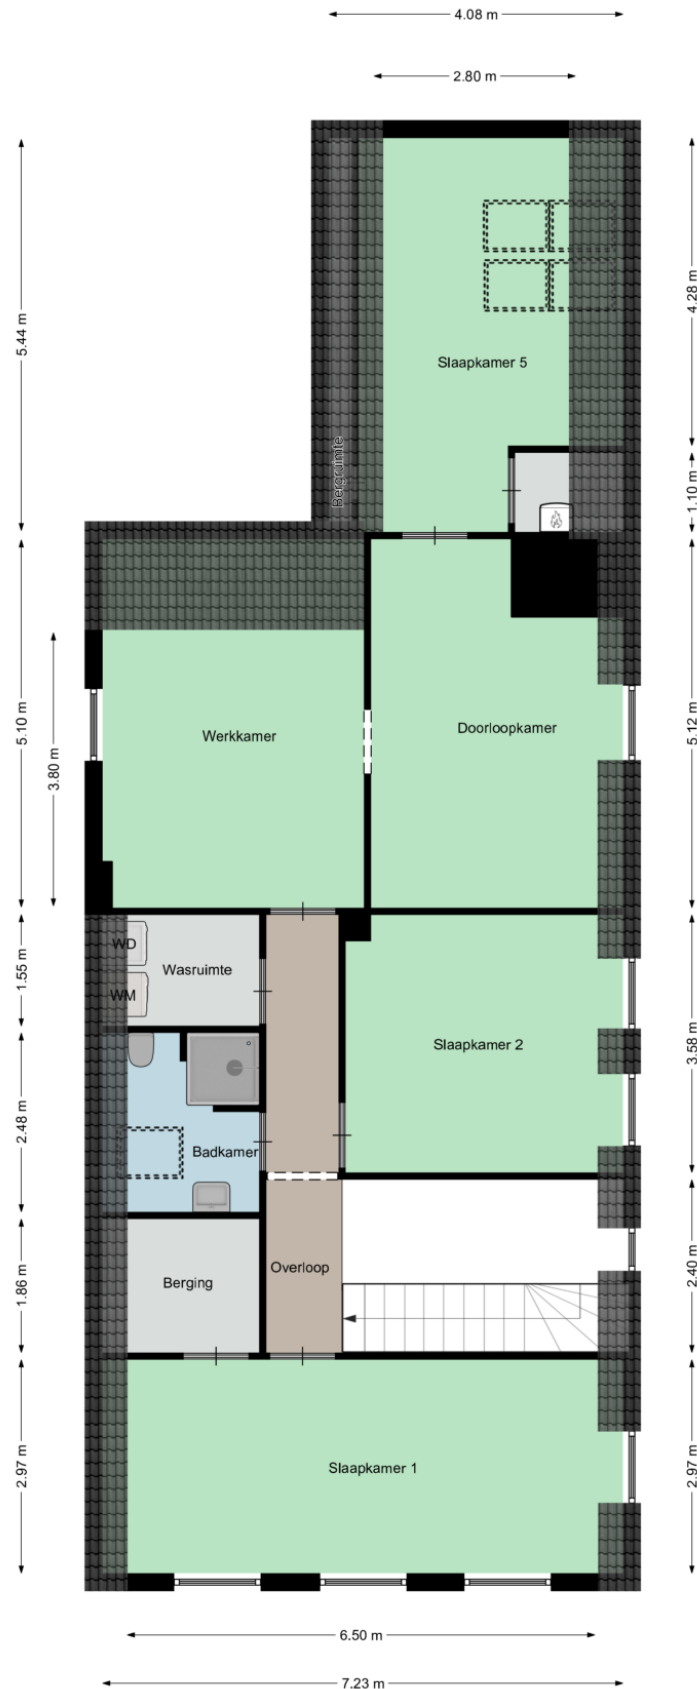 4.08 m
2.80 m
5.44 m
4.28 m
Slaapkamer 5
Bergruimte
1.10 m
5.10 m
3.80 m
Werkkamer
Doorloopkamer
5.12 m
WD
WM
Wasruimte
1.55 m
Slaapkamer 2
3.58 m
2.48 m
Badkamer
1.86 m
Berging
Overloop
2.40 m
2.97 m
Slaapkamer 1
2.97 m
6.50 m
7.23 m